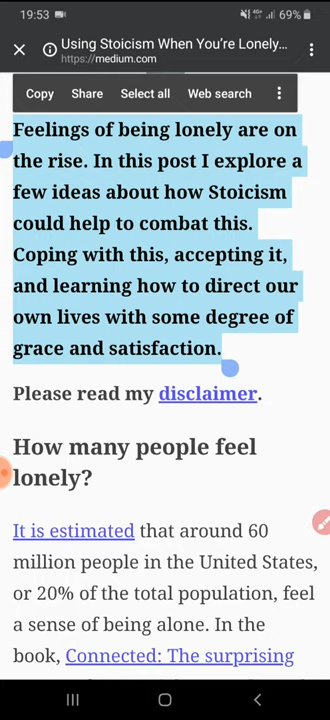 19:53
4G+
69%
Using Stoicism When You're Lonely...
https://medium.com
Copy Share Select all Web search
Feelings of being lonely are on
the rise. In this post I explore a
few ideas about how Stoicism
could help to combat this.
Coping with this, accepting it,
and learning how to direct our
own lives with some degree of
grace and satisfaction.
Please read my disclaimer.
How many people feel
lonely?
It is estimated that around 60
million people in the United States,
or 20% of the total population, feel
a sense of being alone. In the
book, Connected: The surprising